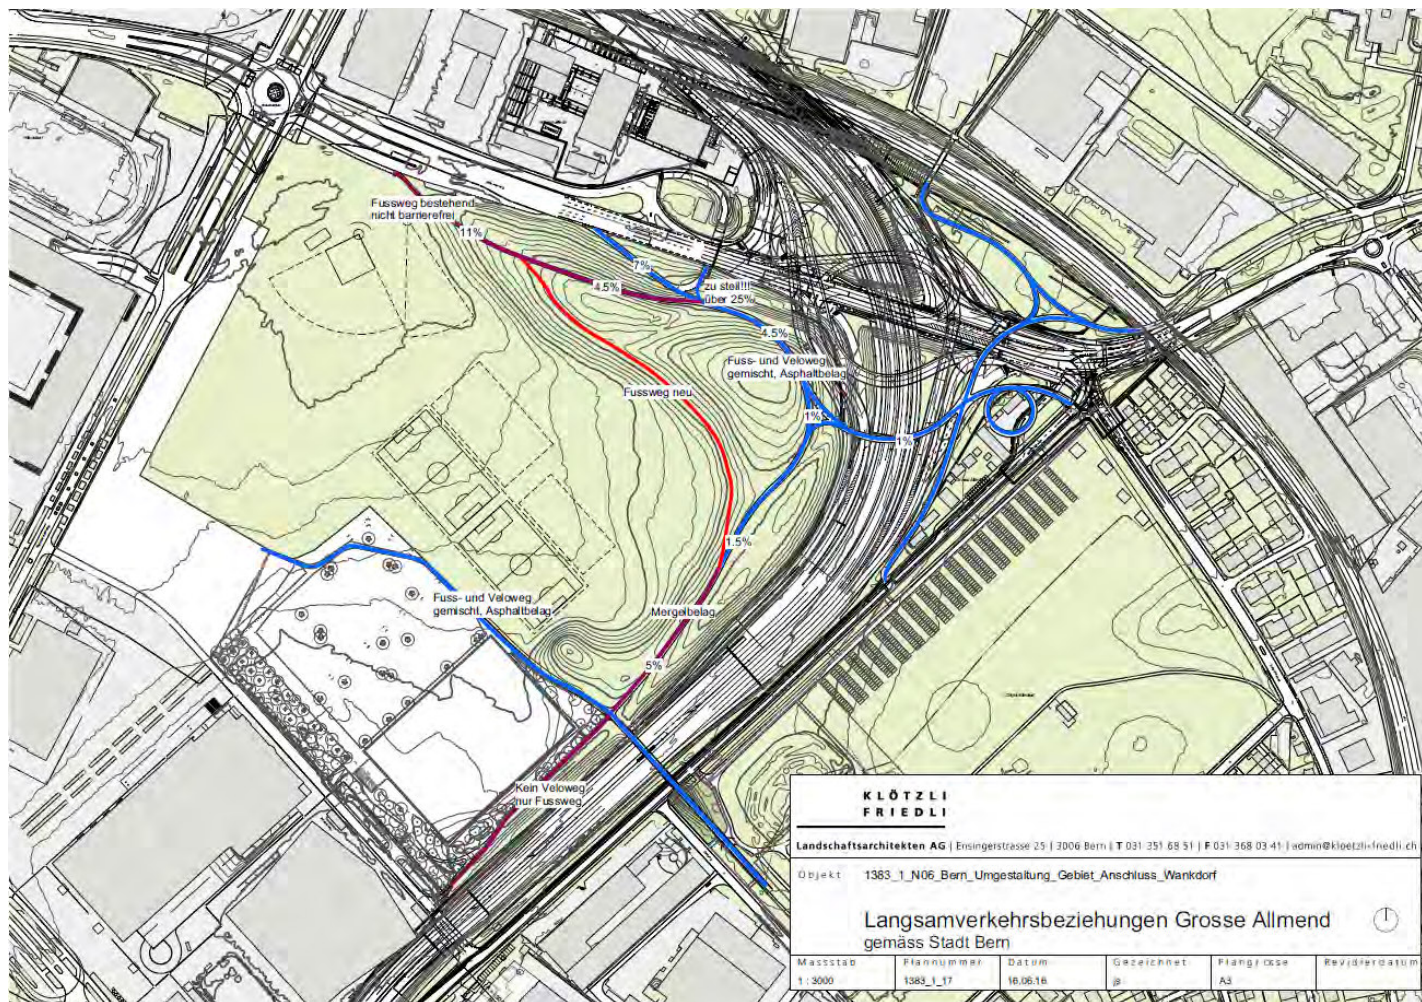 Fussweg bestehend
nicht barrierefrei
11%
7%
4.5%
zu steil!!!
über 25%
4.5%
Fuss- und Veloweg
gemischt, Asphaltbelag
Fussweg neu
1%
1%
1.5%
Fuss- und Veloweg
gemischt, Asphaltbelag
Mergelbelag
5%
Kein Veloweg
nur Fussweg
KLÖTZLI
FRIEDLI
Landschaftsarchitekten AG | Ensingerstrasse 25 | 3006 Bern | T 031 351 68 51 | F 031 368 03 41 | admin@kloetzli-friedli.ch
Objekt 1383_1_N06_Bern_Umgestaltung_Gebiet_Anschluss_Wankdorf
Langsamverkehrsbeziehungen Grosse Allmend
gemäss Stadt Bern
Massstab Plannummer Datum Gezeichnet Plangrösse Revidierdatum
1 : 3000 1383_1_17 16.06.16 js A3